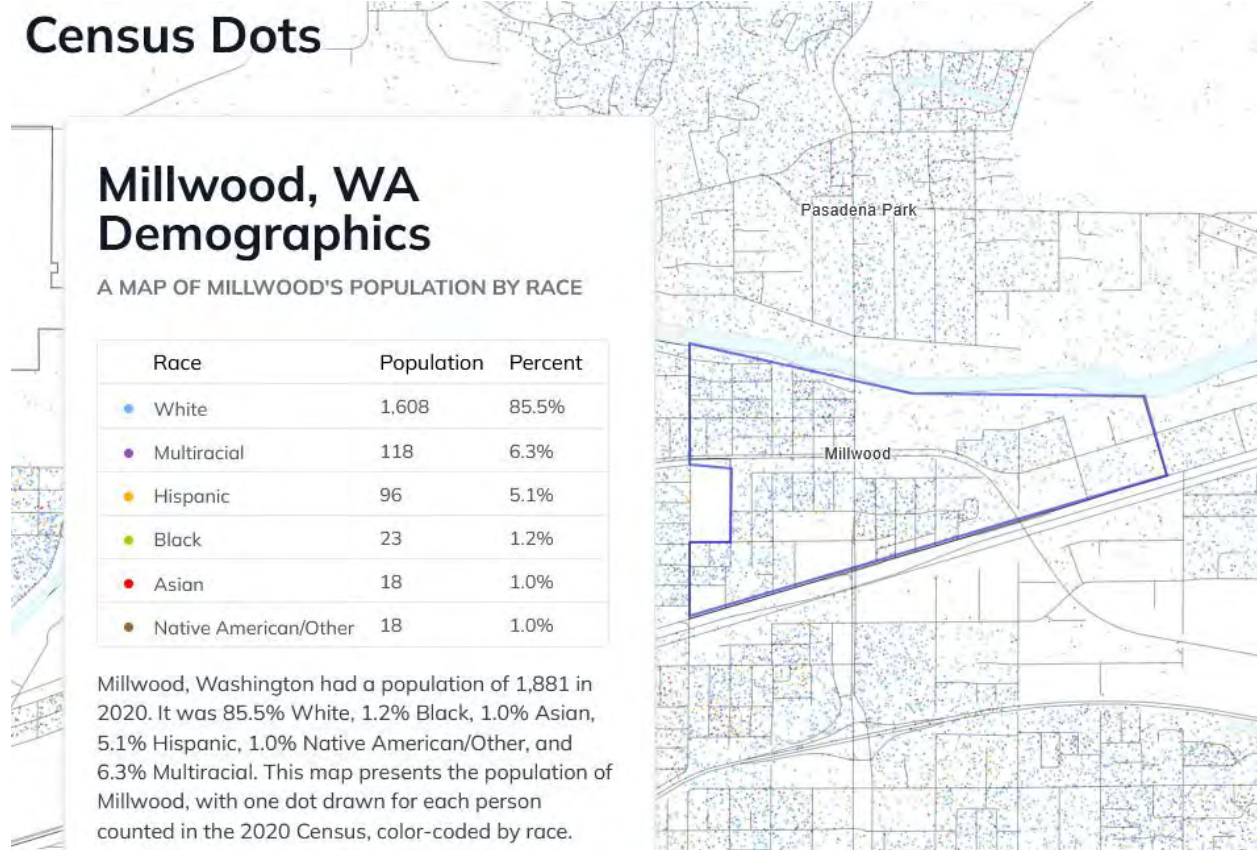 Census Dots
Millwood, WA
Demographics
A MAP OF MILLWOOD'S POPULATION BY RACE
Race Population Percent
White 1,608 85.5%
Multiracial 118 6.3%
Hispanic 96 5.1%
Black 23 1.2%
Asian 18 1.0%
Native American/Other 18 1.0%
Millwood, Washington had a population of 1,881 in
2020. It was 85.5% White, 1.2% Black, 1.0% Asian,
5.1% Hispanic, 1.0% Native American/Other, and
6.3% Multiracial. This map presents the population of
Millwood, with one dot drawn for each person
counted in the 2020 Census, color-coded by race.
Pasadena Park
Millwood